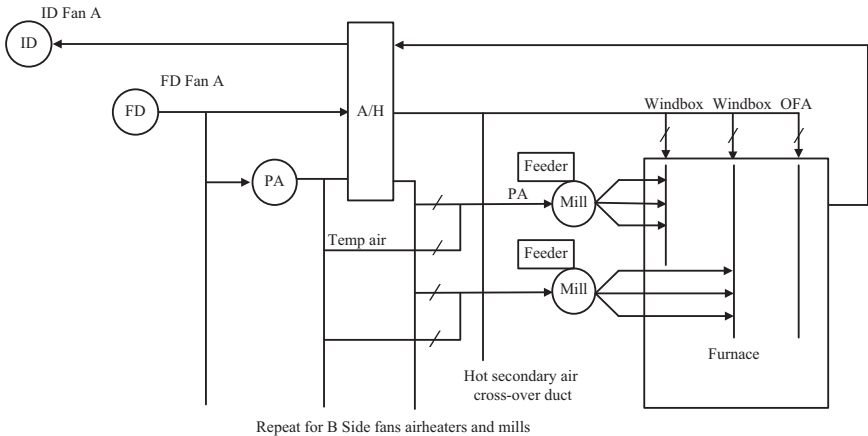 ID Fan A
ID
FD Fan A
FD
A/H
Windbox Windbox OFA
PA
Feeder
PA
Mill
Temp air
Feeder
Mill
Furnace
Hot secondary air
cross-over duct
Repeat for B Side fans airheaters and mills